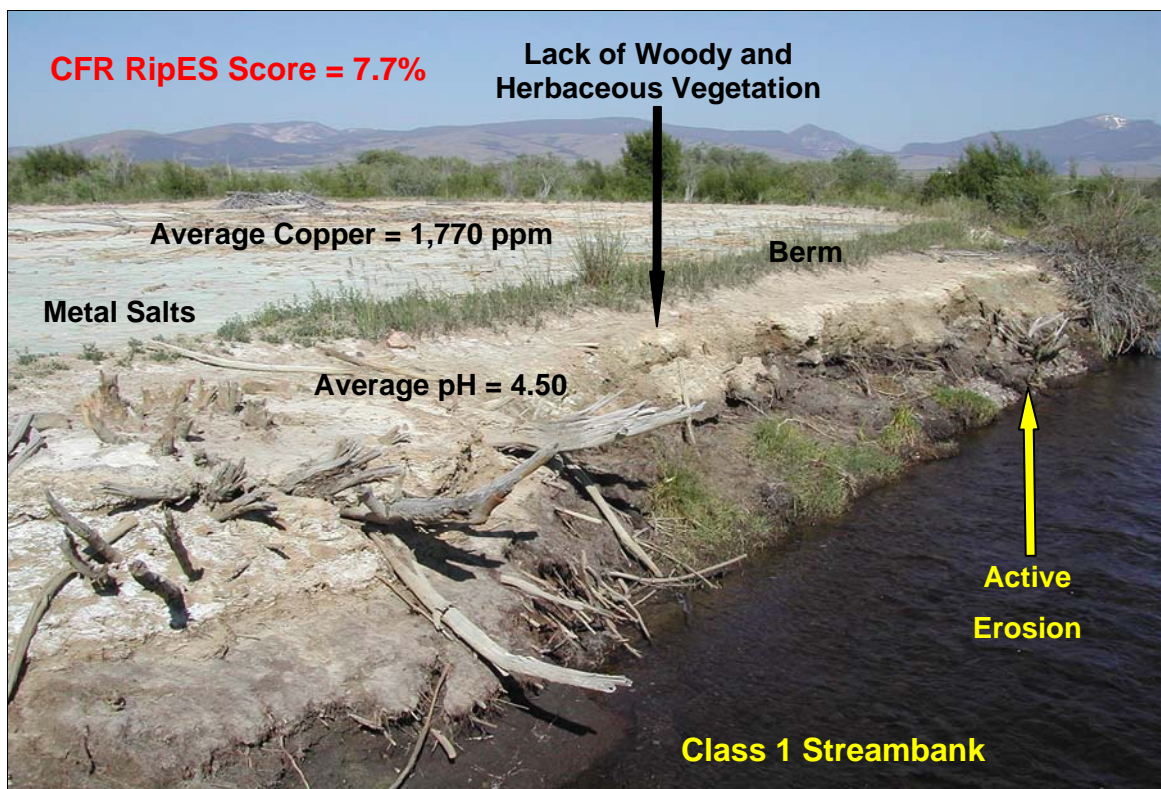 CFR RipES Score = 7.7%
Lack of Woody and
Herbaceous Vegetation
Average Copper = 1,770 ppm
Berm
Metal Salts
Average pH = 4.50
Active
Erosion
Class 1 Streambank